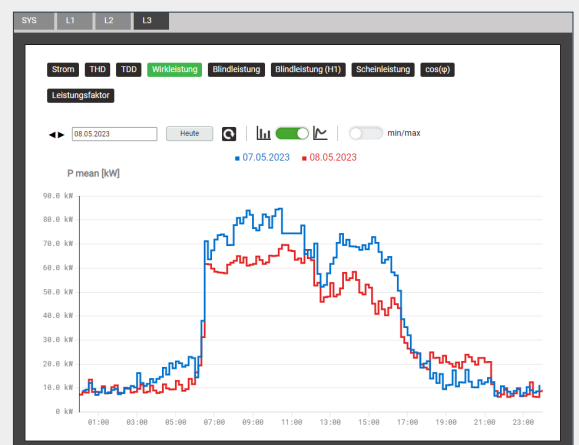 SYS L1 L2 L3
Strom THD TDD Wirkleistung Blindleistung Blindleistung (H1) Scheinleistung cos(φ)
Leistungsfaktor
08.05.2023 Heute min/max
07.05.2023 08.05.2023
P mean [kW]
90.0 kW
80.0 kW
70.0 kW
60.0 kW
50.0 kW
40.0 kW
30.0 kW
20.0 kW
10.0 kW
0 kW
01:00 03:00 05:00 07:00 09:00 11:00 13:00 15:00 17:00 19:00 21:00 23:00